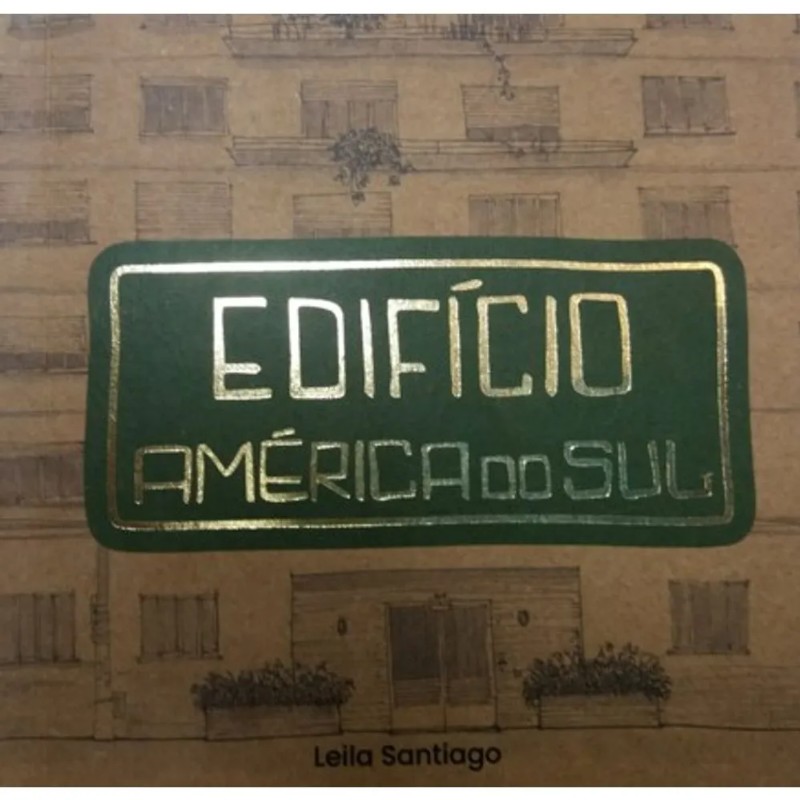 EDIFÍCIO
AMÉRICA DO SUL
Leila Santiago